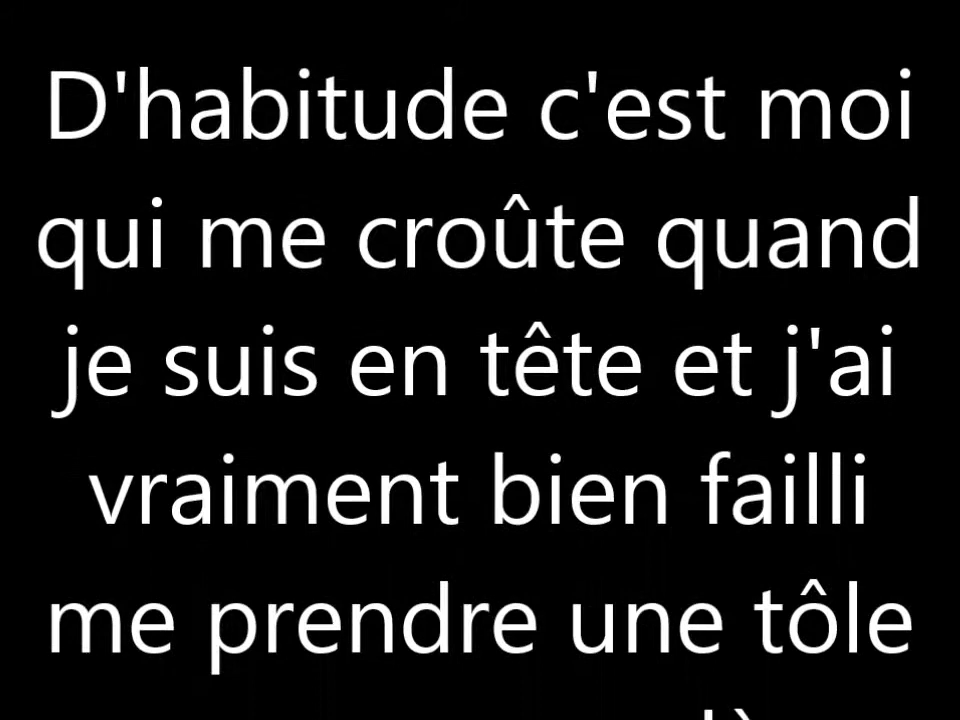 D'habitude c'est moi
qui me croûte quand
je suis en tête et j'ai
vraiment bien failli
me prendre une tôle